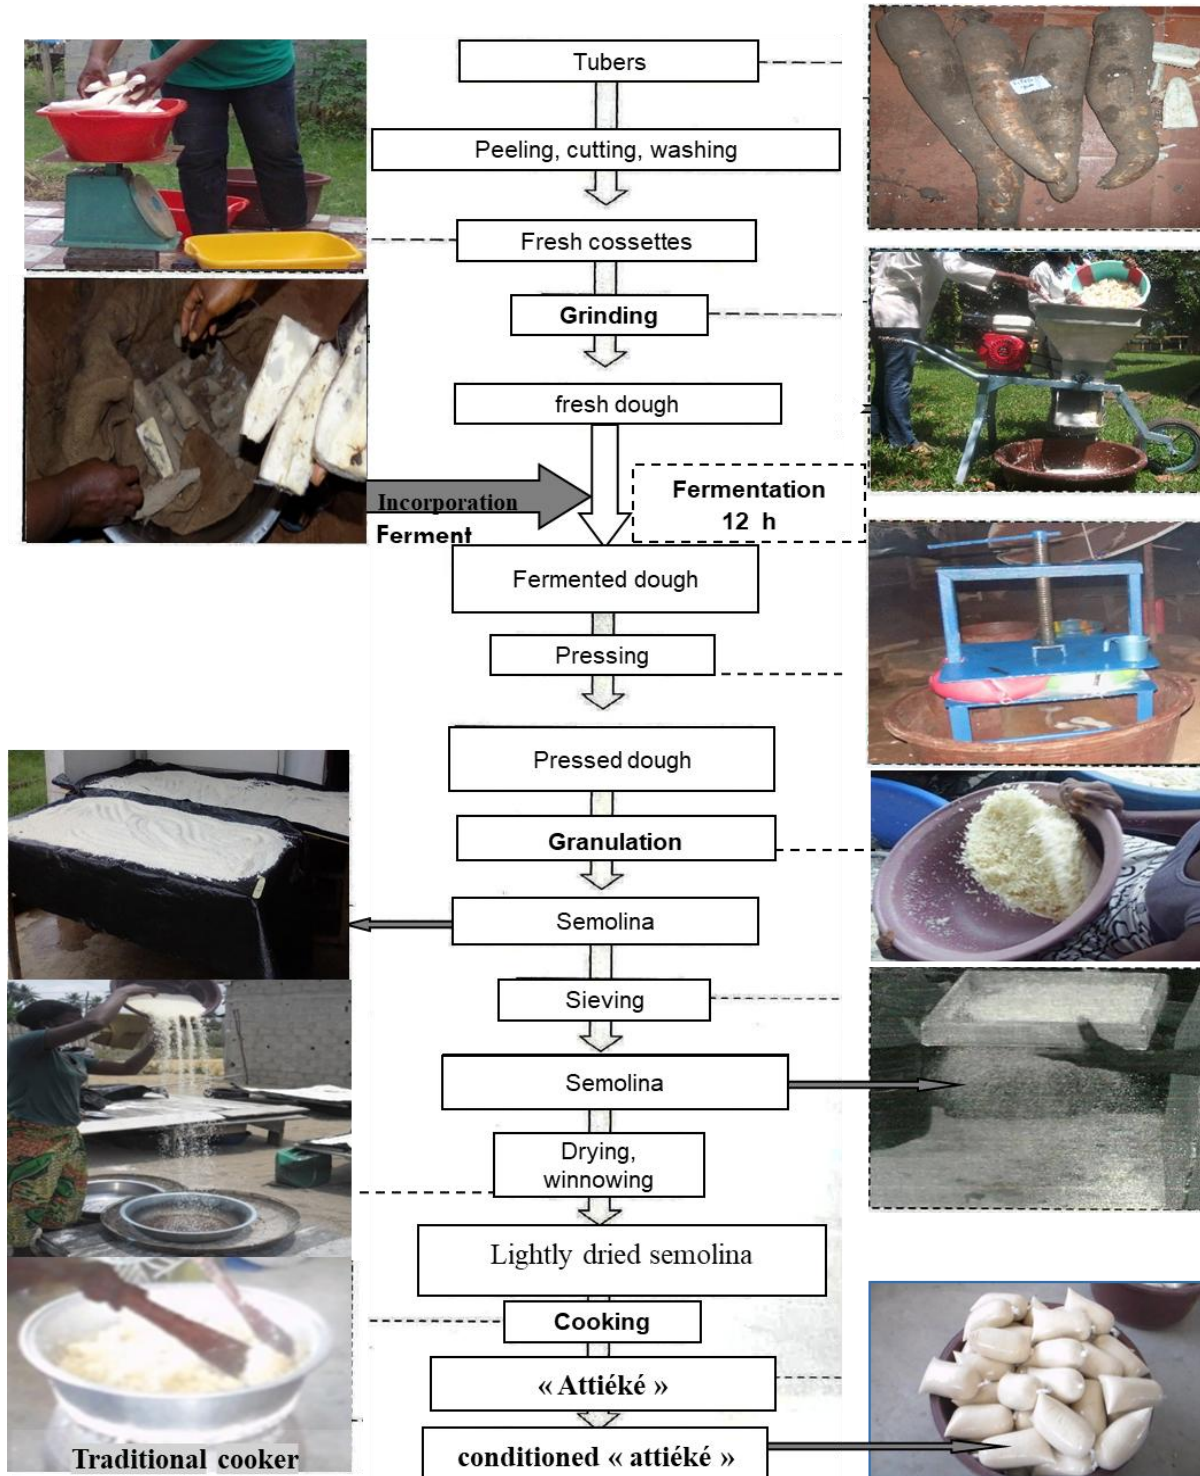 Tubers
Peeling, cutting, washing
Fresh cossettes
Grinding
fresh dough
Incorporation
Ferment
Fermentation
12 h
Fermented dough
Pressing
Pressed dough
Granulation
Semolina
Sieving
Semolina
Drying,
winnowing
Lightly dried semolina
Cooking
« Attiéké »
Traditional cooker
conditioned « attiéké »